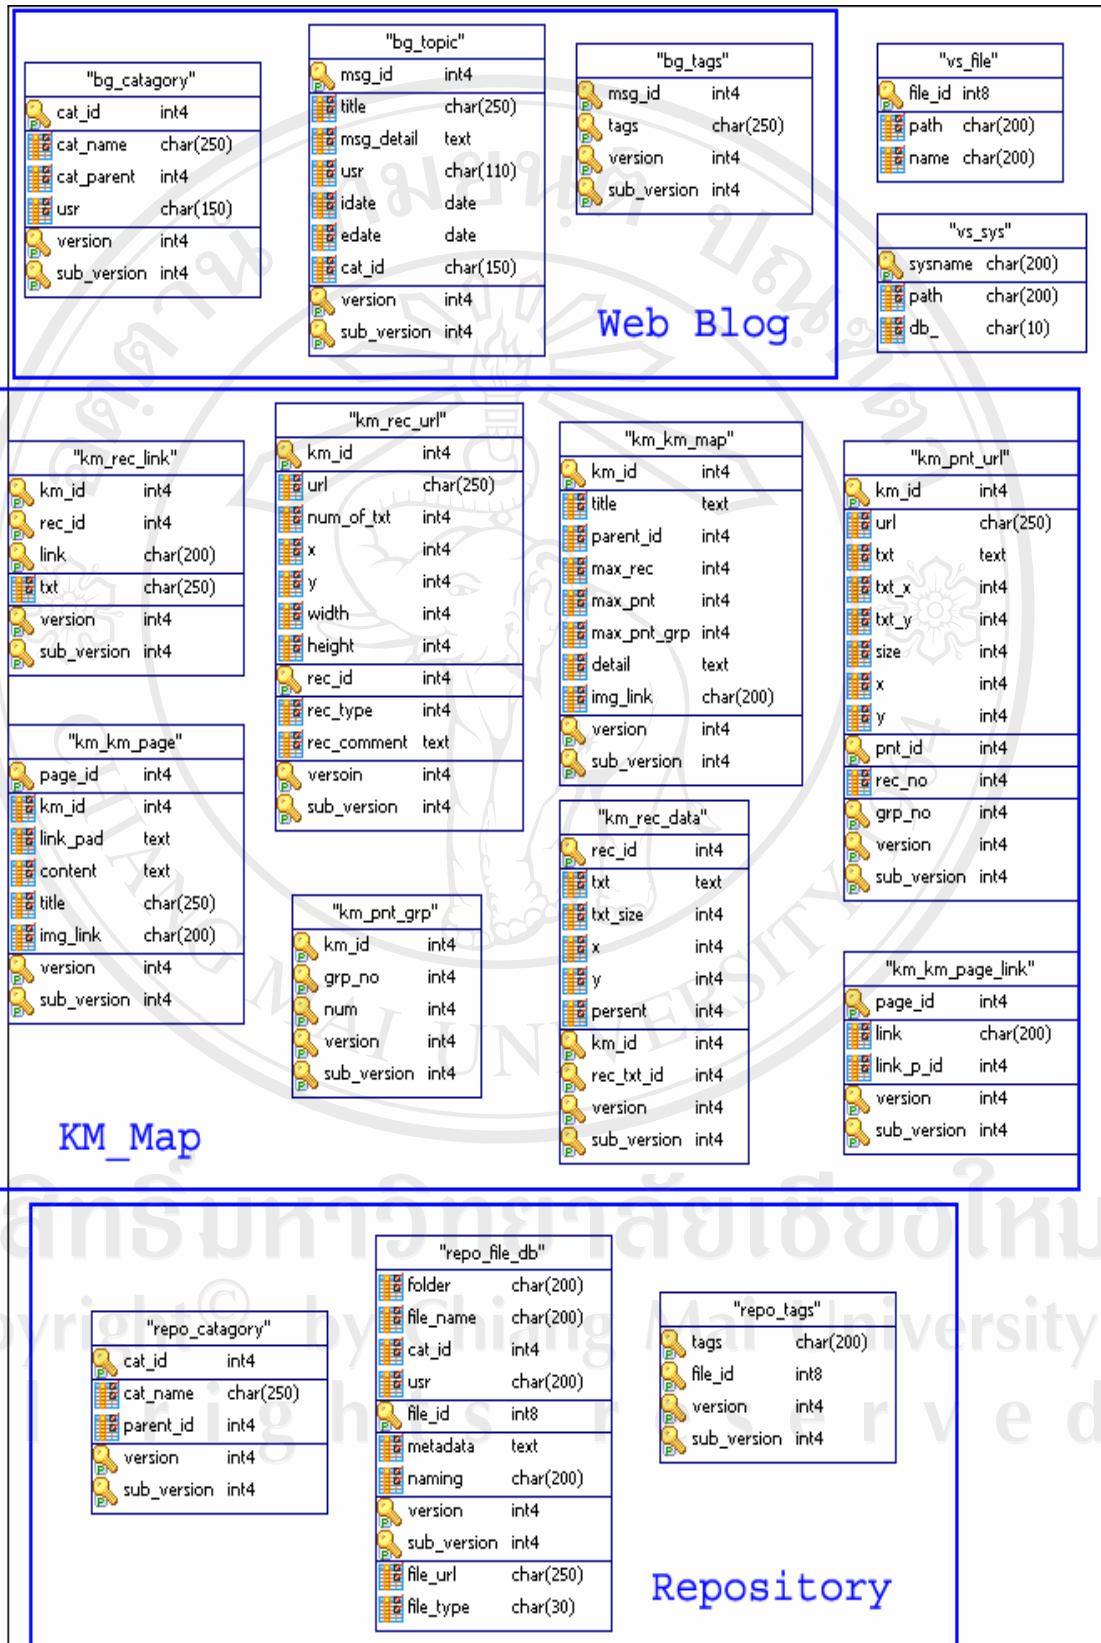 "bg_catagory"
cat_id int4
cat_name char(250)
cat_parent int4
usr char(150)
version int4
sub_version int4
"bg_topic"
msg_id int4
title char(250)
msg_detail text
usr char(110)
idate date
edate date
cat_id char(150)
version int4
sub_version int4
"bg_tags"
msg_id int4
tags char(250)
version int4
sub_version int4
Web Blog
"vs_file"
file_id int8
path char(200)
name char(200)
"vs_sys"
sysname char(200)
path char(200)
db_ char(10)
"km_rec_link"
km_id int4
rec_id int4
link char(200)
txt char(250)
version int4
sub_version int4
"km_rec_url"
km_id int4
url char(250)
num_of_txt int4
x int4
y int4
width int4
height int4
rec_id int4
rec_type int4
rec_comment text
versoin int4
sub_version int4
"km_km_map"
km_id int4
title text
parent_id int4
max_rec int4
max_pnt int4
max_pnt_grp int4
detail text
img_link char(200)
version int4
sub_version int4
"km_pnt_url"
km_id int4
url char(250)
txt text
txt_x int4
txt_y int4
size int4
x int4
y int4
pnt_id int4
rec_no int4
grp_no int4
version int4
sub_version int4
"km_km_page"
page_id int4
km_id int4
link_pad text
content text
title char(250)
img_link char(200)
version int4
sub_version int4
"km_pnt_grp"
km_id int4
grp_no int4
num int4
version int4
sub_version int4
"km_rec_data"
rec_id int4
txt text
txt_size int4
x int4
y int4
persent int4
km_id int4
rec_txt_id int4
version int4
sub_version int4
"km_km_page_link"
page_id int4
link char(200)
link_p_id int4
version int4
sub_version int4
KM_Map
"repo_catagory"
cat_id int4
cat_name char(250)
parent_id int4
version int4
sub_version int4
"repo_file_db"
folder char(200)
file_name char(200)
cat_id int4
usr char(200)
file_id int8
metadata text
naming char(200)
version int4
sub_version int4
file_url char(250)
file_type char(30)
"repo_tags"
tags char(200)
file_id int8
version int4
sub_version int4
Repository
CHIANG MAI UNIVERSITY 1964
by Chiang Mai University
rights reserved